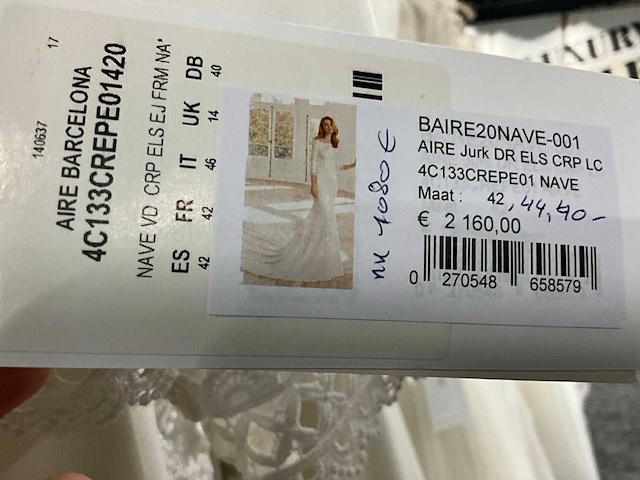 17
140637
AIRE BARCELONA
4C133CREPE01420
NAVE VD CRP ELS EJ FRM NA*
ES FR IT UK DB
42 42 46 14 40
BAIRE20NAVE-001
AIRE Jurk DR ELS CRP LC
4C133CREPE01 NAVE
Maat : 42, 44, 40-
€ 2 160,00
nu 1080 €
0 270548 658579
LUXURY